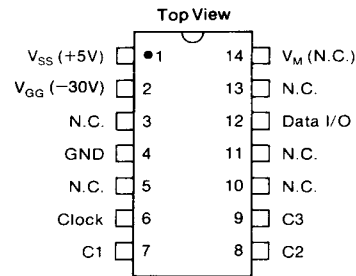 Top View
V_SS (+5V) 1 14 V_M (N.C.)
V_GG (−30V) 2 13 N.C.
N.C. 3 12 Data I/O
GND 4 11 N.C.
N.C. 5 10 N.C.
Clock 6 9 C3
C1 7 8 C2